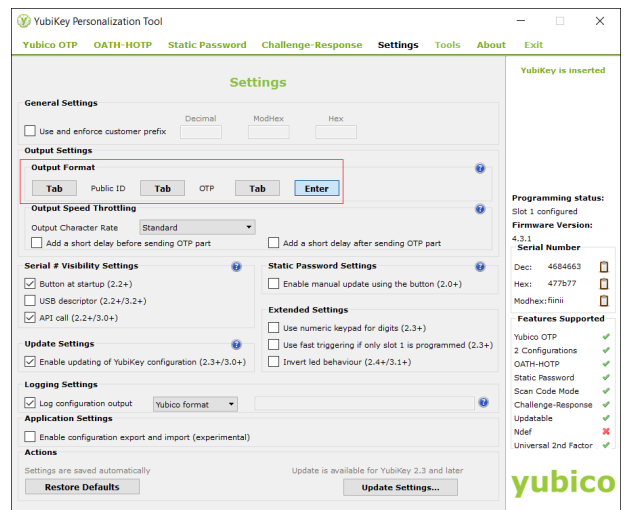 YubiKey Personalization Tool
Yubico OTP OATH-HOTP Static Password Challenge-Response Settings Tools About Exit
Settings
General Settings
Decimal ModHex Hex
Use and enforce customer prefix
Output Settings
Output Format
Tab Public ID Tab OTP Tab Enter
Output Speed Throttling
Output Character Rate Standard
Add a short delay before sending OTP part Add a short delay after sending OTP part
Serial # Visibility Settings
Button at startup (2.2+)
USB descriptor (2.2+/3.2+)
API call (2.2+/3.0+)
Static Password Settings
Enable manual update using the button (2.0+)
Extended Settings
Use numeric keypad for digits (2.3+)
Use fast triggering if only slot 1 is programmed (2.3+)
Invert led behaviour (2.4+/3.1+)
Update Settings
Enable updating of YubiKey configuration (2.3+/3.0+)
Logging Settings
Log configuration output Yubico format
Application Settings
Enable configuration export and import (experimental)
Actions
Settings are saved automatically Update is available for YubiKey 2.3 and later
Restore Defaults Update Settings...
YubiKey is inserted
Programming status:
Slot 1 configured
Firmware Version:
4.3.1
Serial Number
Dec: 4684663
Hex: 477b77
Modhex: fiinii
Features Supported
Yubico OTP
2 Configurations
OATH-HOTP
Static Password
Scan Code Mode
Challenge-Response
Updatable
Ndef
Universal 2nd Factor
yubico